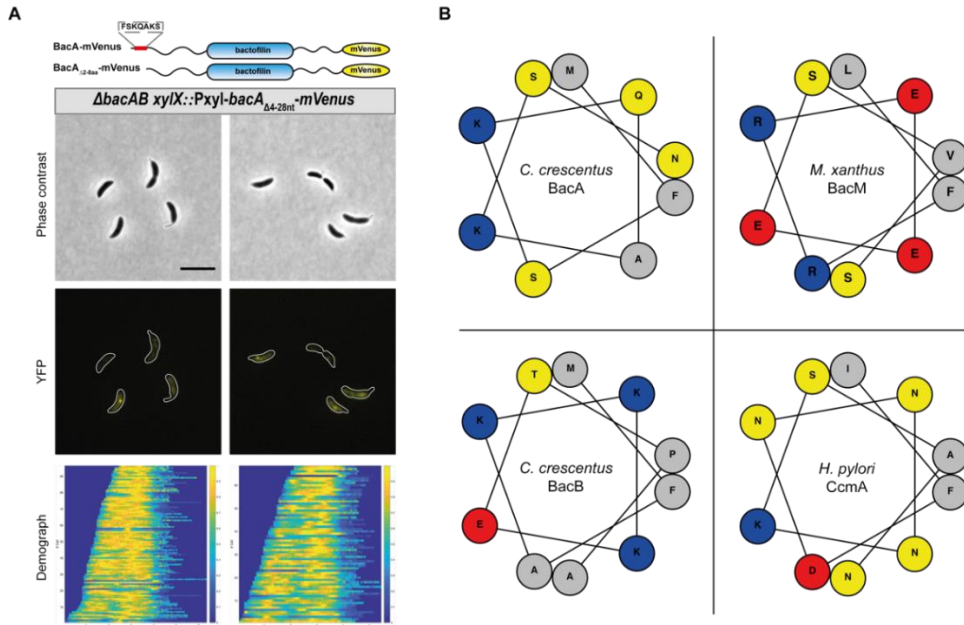 A
FSKQAKS
BacA-mVenus
bactofilin
mVenus
BacAΔ2-8aa-mVenus
bactofilin
mVenus
ΔbacAB xylX::Pxyl-bacAΔ4-28nt-mVenus
Phase contrast
YFP
Demograph
B
S
M
Q
K
N
F
K
A
S
C. crescentus
BacA
S
L
E
R
V
F
E
E
R
S
M. xanthus
BacM
T
M
K
K
P
F
E
K
A
A
C. crescentus
BacB
S
I
N
N
A
F
K
N
D
N
H. pylori
CcmA